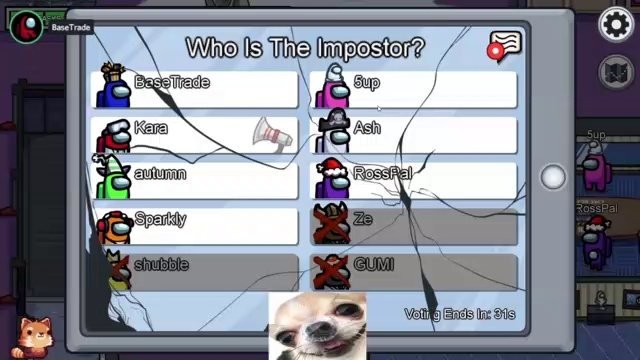 BaseTrade
Who Is The Impostor?
BaseTrade
5up
Kara
Ash
autumn
RossPal
Sparkly
Ze
shubble
GUMI
5up
RossPal
Voting Ends In: 31s